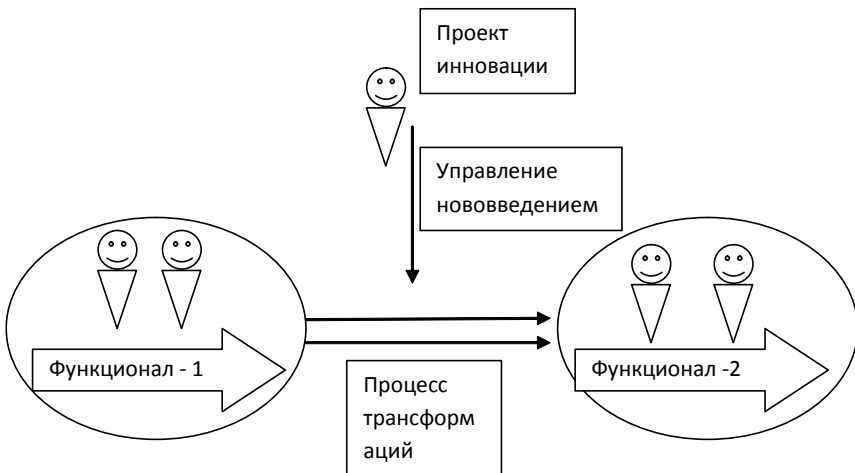 Проект
инновации
Управление
нововведением
Функционал - 1
Функционал -2
Процесс
трансформ
аций